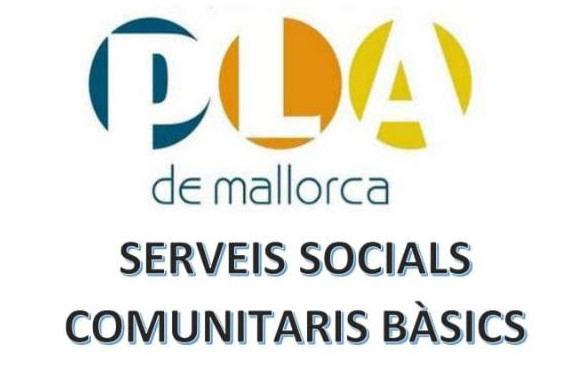 PLA
de mallorca
SERVEIS SOCIALS
COMUNITARIS BÀSICS